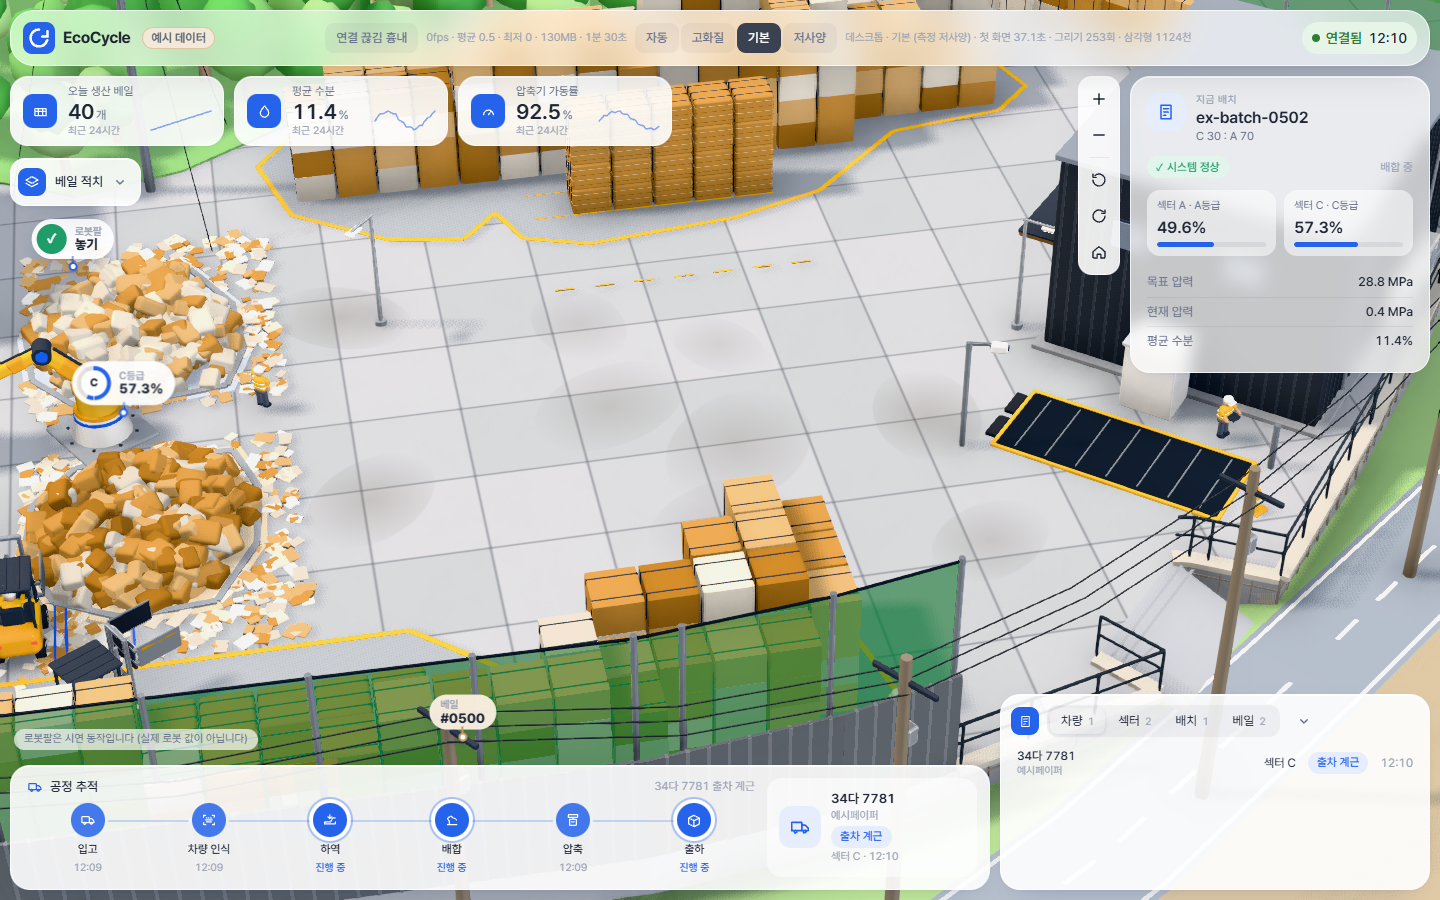 EcoCycle
예시 데이터
연결 끊김 흉내
0fps · 평균 0.5 · 최저 0 · 130MB · 1분 30초
자동
고화질
기본
저사양
데스크톱 · 기본 (측정 저사양) · 첫 화면 37.1초 · 그리기 253회 · 삼각형 1124천
연결됨 12:10
오늘 생산 베일
40개
최근 24시간
평균 수분
11.4%
최근 24시간
압축기 가동률
92.5%
최근 24시간
베일 적치
로봇팔
놓기
C
C등급
57.3%
지금 배치
ex-batch-0502
C 30 : A 70
✓ 시스템 정상
배합 중
섹터 A · A등급
49.6%
섹터 C · C등급
57.3%
목표 압력
28.8 MPa
현재 압력
0.4 MPa
평균 수분
11.4%
베일
#0500
로봇팔은 시연 동작입니다 (실제 로봇 값이 아닙니다)
공정 추적
34다 7781 출차 계근
입고
12:09
차량 인식
12:09
하역
진행 중
배합
진행 중
압축
12:09
출하
진행 중
34다 7781
예시페이퍼
출차 계근
섹터 C · 12:10
차량 1
섹터 2
배치 1
베일 2
34다 7781
예시페이퍼
섹터 C
출차 계근
12:10